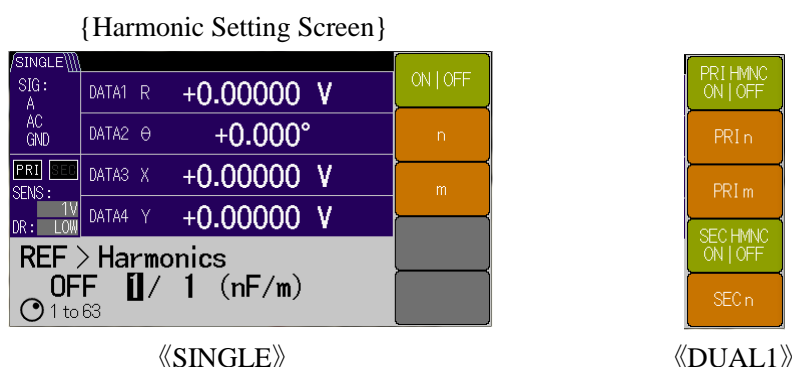 {Harmonic Setting Screen}
SINGLE
SIG:
A
AC
GND
PRI SEC
SENS:
1V
DR: LOW
DATA1 R +0.00000 V
DATA2 θ +0.000°
DATA3 X +0.00000 V
DATA4 Y +0.00000 V
REF > Harmonics
OFF 1/ 1 (nF/m)
1 to 63
ON|OFF
n
m
《SINGLE》
PRI HMNC
ON|OFF
PRI n
PRI m
SEC HMNC
ON|OFF
SEC n
《DUAL1》